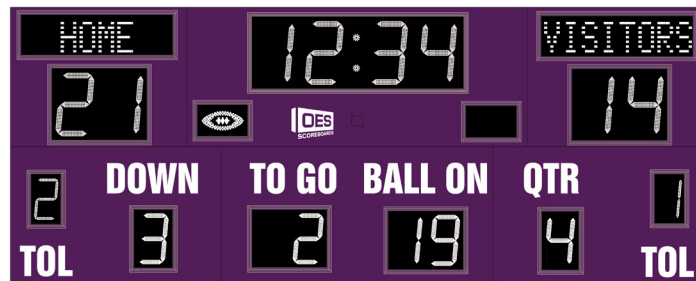 HOME 12:34 VISITORS
21 14
OES
SCOREBOARDS
DOWN TO GO BALL ON QTR
2 1
3 2 19 4
TOL TOL